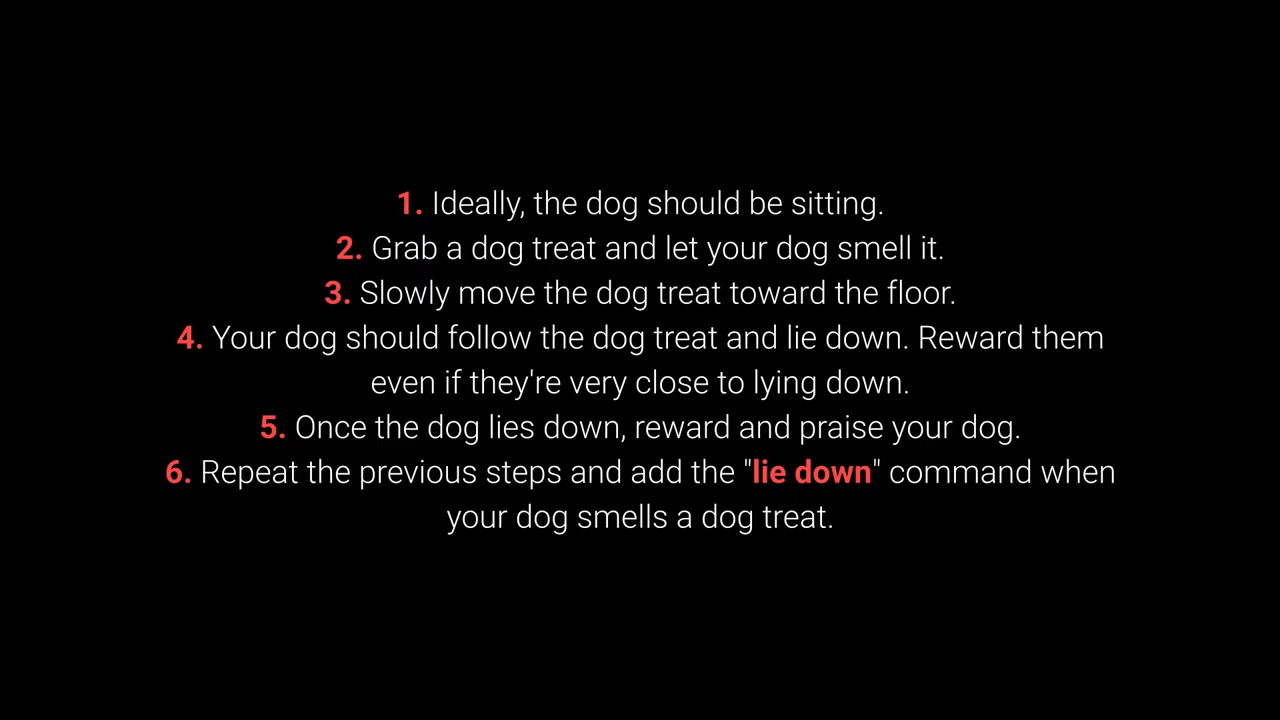 1. Ideally, the dog should be sitting.
2. Grab a dog treat and let your dog smell it.
3. Slowly move the dog treat toward the floor.
4. Your dog should follow the dog treat and lie down. Reward them
even if they're very close to lying down.
5. Once the dog lies down, reward and praise your dog.
6. Repeat the previous steps and add the "lie down" command when
your dog smells a dog treat.